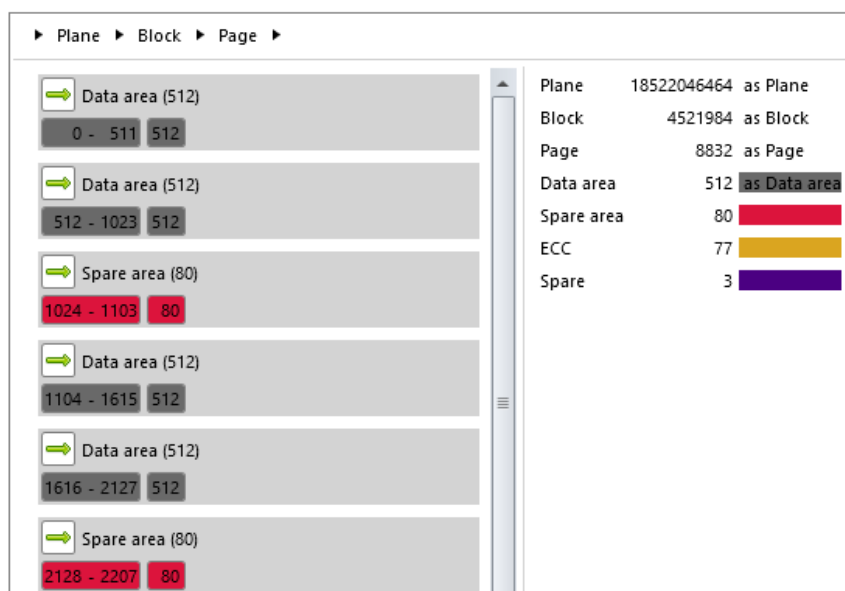 Plane Block Page
Data area (512)
0 - 511 512
Data area (512)
512 - 1023 512
Spare area (80)
1024 - 1103 80
Data area (512)
1104 - 1615 512
Data area (512)
1616 - 2127 512
Spare area (80)
2128 - 2207 80
Plane 18522046464 as Plane
Block 4521984 as Block
Page 8832 as Page
Data area 512 as Data area
Spare area 80
ECC 77
Spare 3